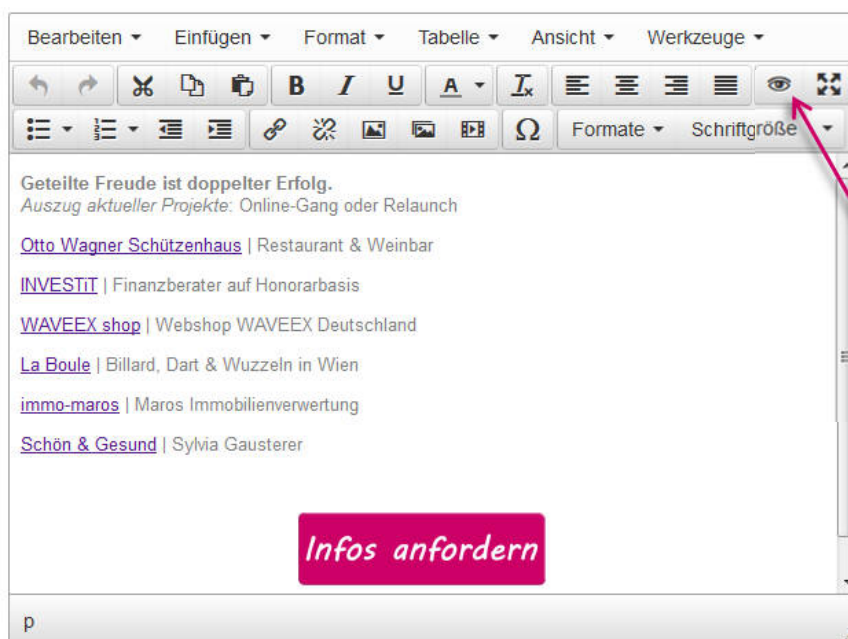 Bearbeiten Einfügen Format Tabelle Ansicht Werkzeuge
B I U A Ix
Ω Formate Schriftgröße
Geteilte Freude ist doppelter Erfolg.
Auszug aktueller Projekte: Online-Gang oder Relaunch
Otto Wagner Schützenhaus | Restaurant & Weinbar
INVESTiT | Finanzberater auf Honorarbasis
WAVEEX shop | Webshop WAVEEX Deutschland
La Boule | Billard, Dart & Wuzzeln in Wien
immo-maros | Maros Immobilienverwertung
Schön & Gesund | Sylvia Gausterer
Infos anfordern
p